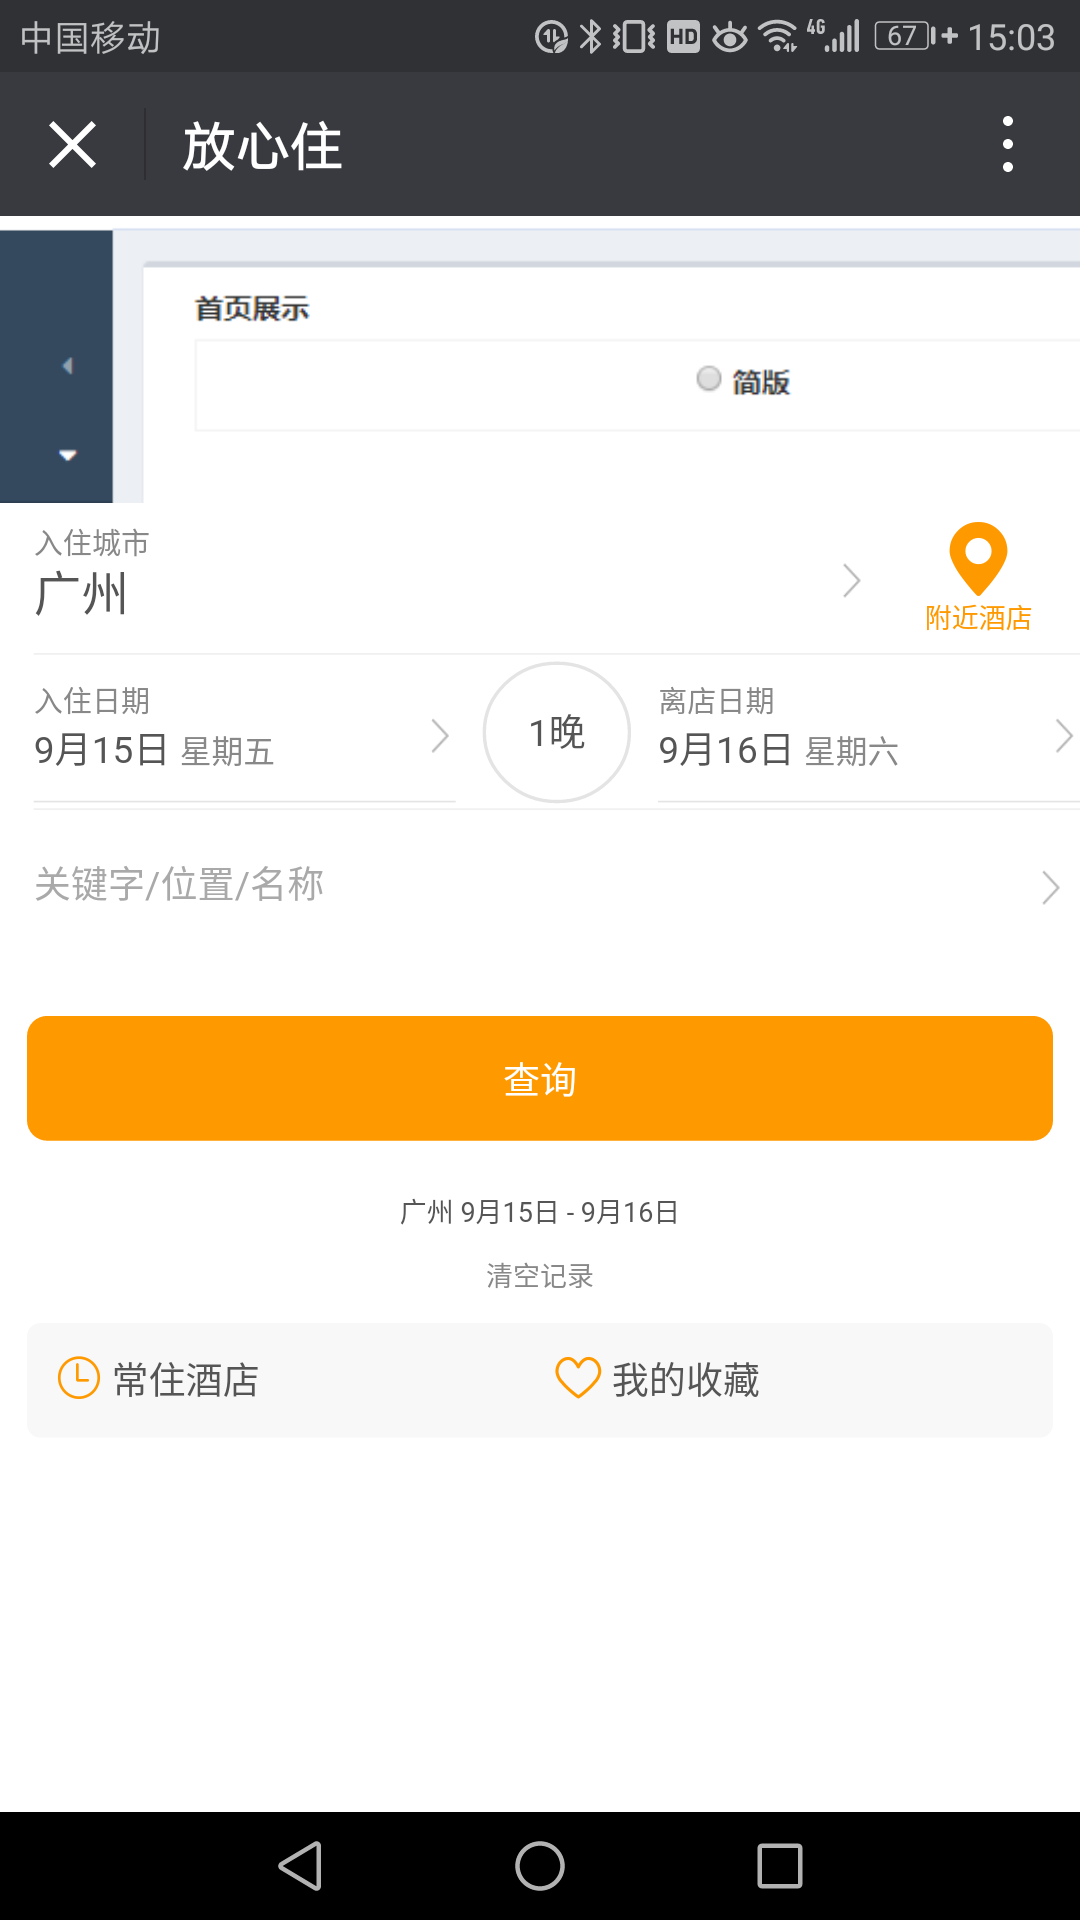 中国移动 HD 4G 67 15:03
放心住
首页展示
简版
入住城市
广州
附近酒店
入住日期
9月15日 星期五
1晚
离店日期
9月16日 星期六
关键字/位置/名称
查询
广州 9月15日 - 9月16日
清空记录
常住酒店
我的收藏